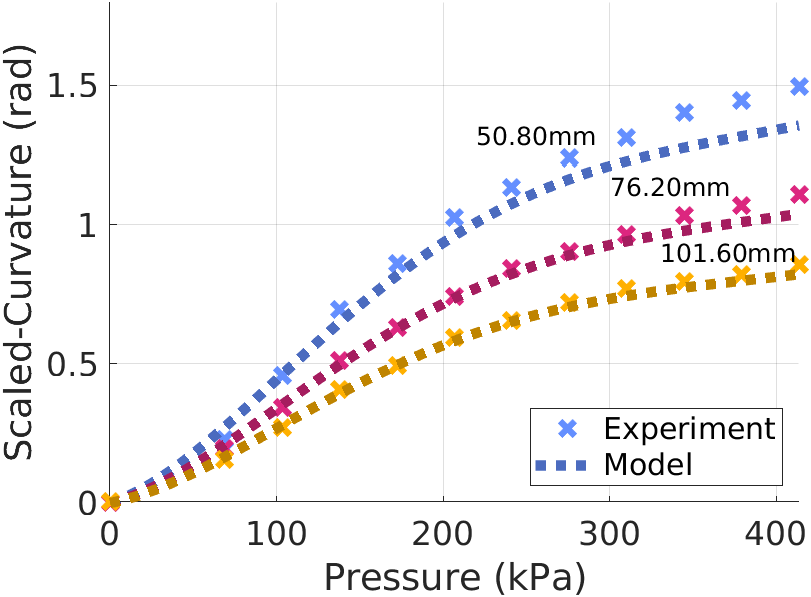 Scaled-Curvature (rad)
1.5
1
0.5
0
50.80mm
76.20mm
101.60mm
Experiment
Model
0
100
200
300
400
Pressure (kPa)